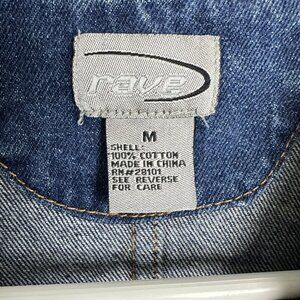 rave
M
SHELL:
100% COTTON
MADE IN CHINA
RN#28101
SEE REVERSE
FOR CARE